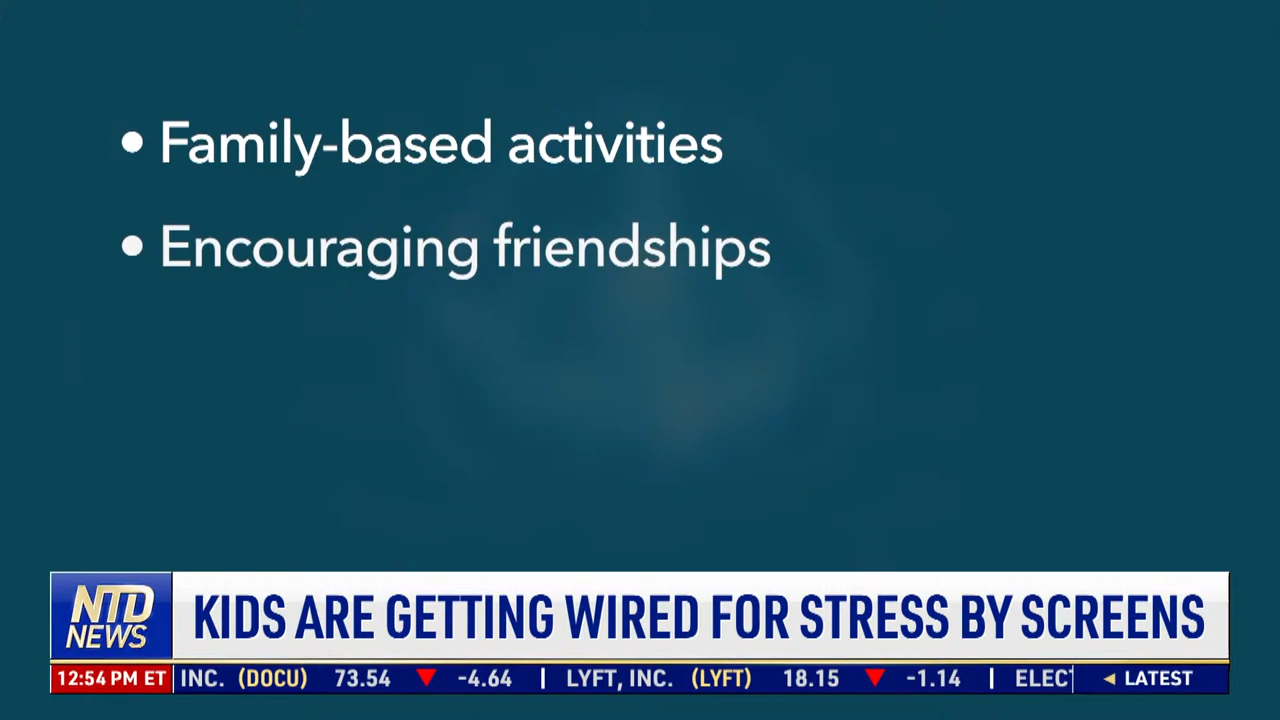 • Family-based activities
• Encouraging friendships
NTD
NEWS
KIDS ARE GETTING WIRED FOR STRESS BY SCREENS
12:54 PM ET INC. (DOCU) 73.54 ▼ -4.64 | LYFT, INC. (LYFT) 18.15 ▼ -1.14 | ELEC ◄ LATEST